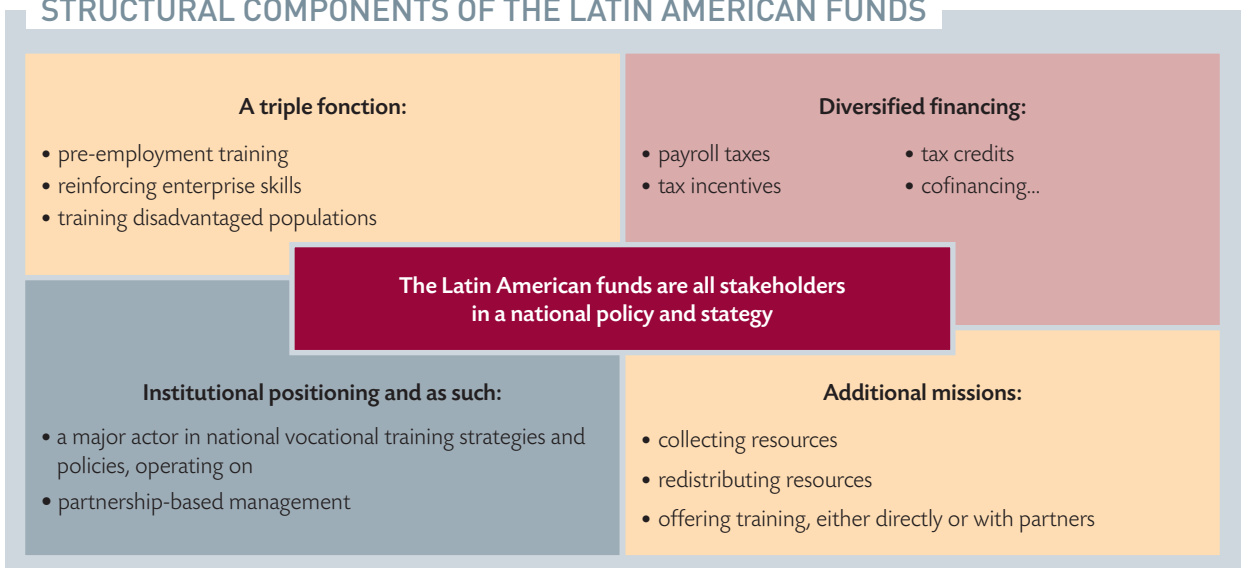 STRUCTURAL COMPONENTS OF THE LATIN AMERICAN FUNDS
A triple fonction:
• pre-employment training
• reinforcing enterprise skills
• training disadvantaged populations
Diversified financing:
• payroll taxes
• tax incentives
• tax credits
• cofinancing...
The Latin American funds are all stakeholders
in a national policy and stategy
Institutional positioning and as such:
• a major actor in national vocational training strategies and
policies, operating on
• partnership-based management
Additional missions:
• collecting resources
• redistributing resources
• offering training, either directly or with partners